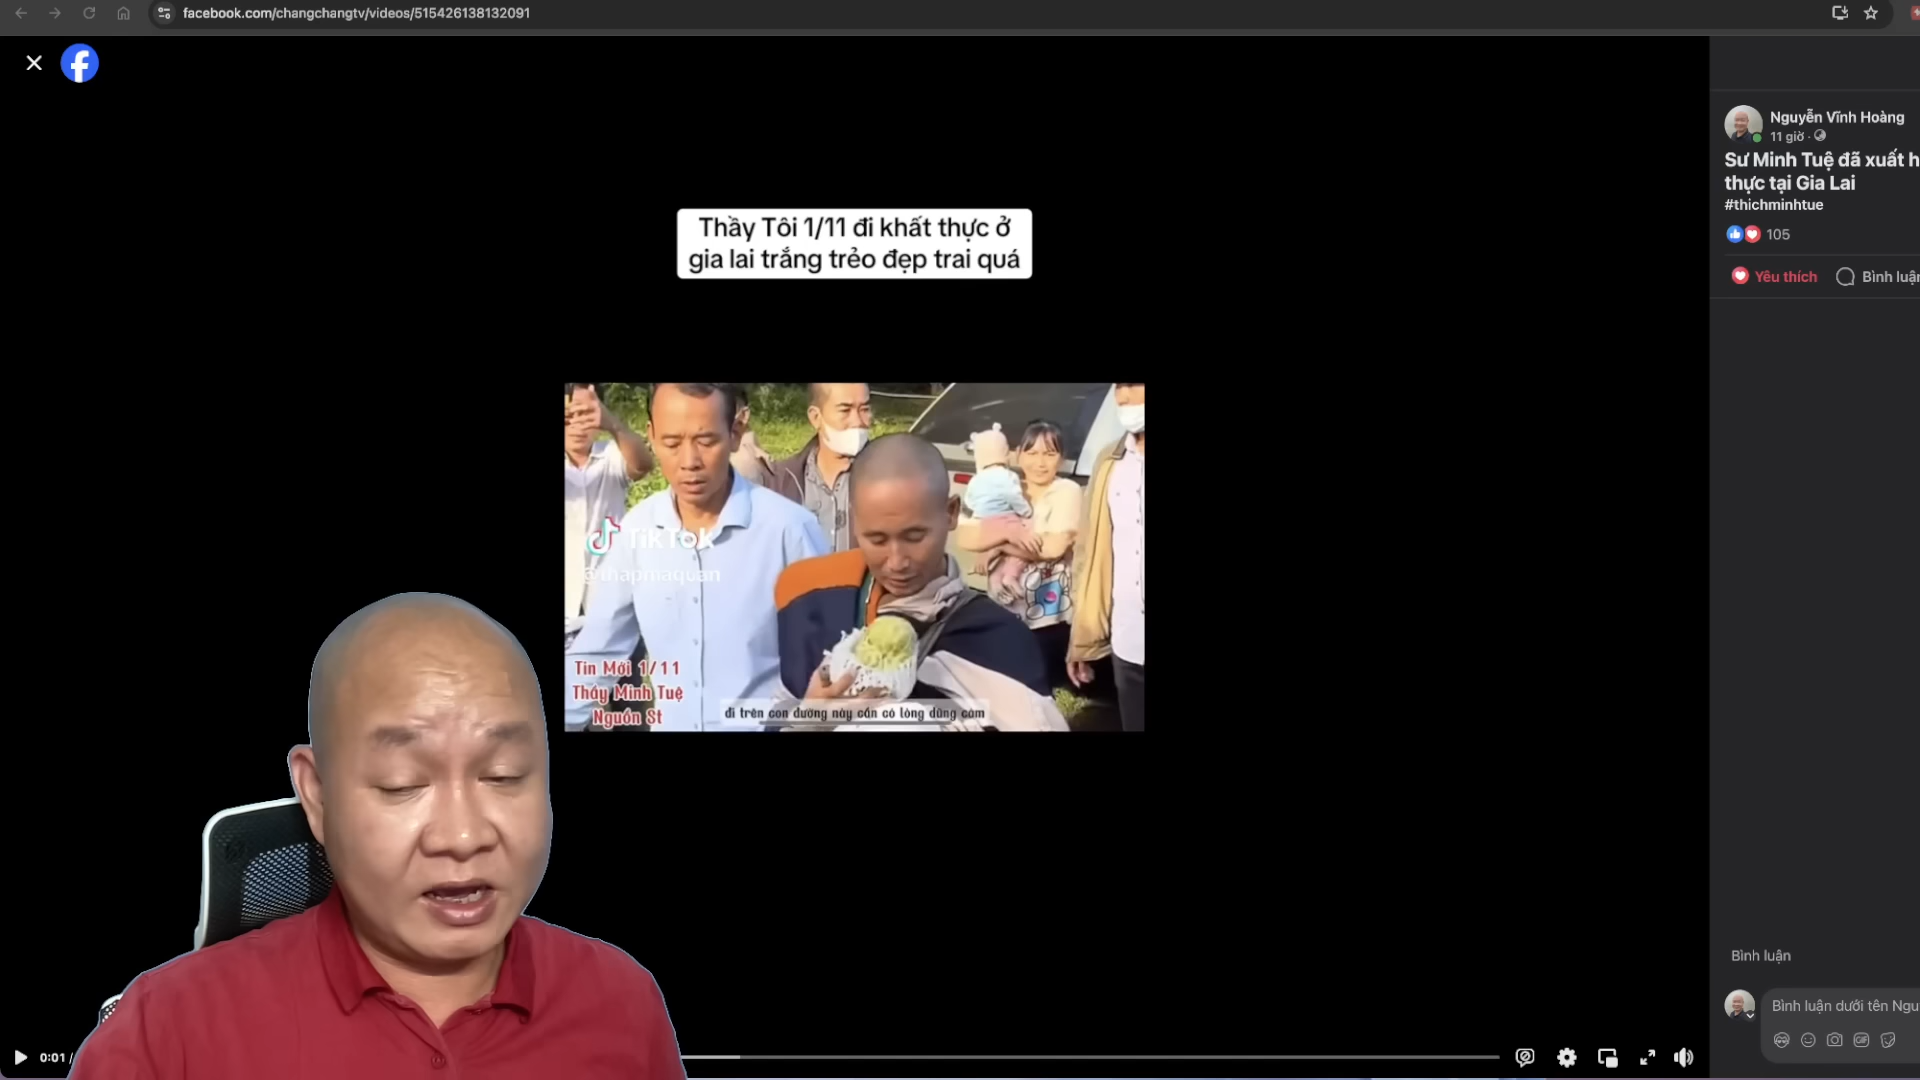 facebook.com/changchangtv/videos/515426138132091
Nguyễn Vĩnh Hoàng
11 giờ ·
Sư Minh Tuệ đã xuất h
thực tại Gia Lai
#thichminhtue
105
Yêu thích
Bình luận
Thầy Tôi 1/11 đi khất thực ở
gia lai trắng trẻo đẹp trai quá
TikTok
@thapmaquan
Tin Mới 1/11
Thầy Minh Tuệ
Nguồn St
đi trên con đường này cần có lòng dũng cảm
Bình luận
Bình luận dưới tên Ngu
GIF
0:01 /